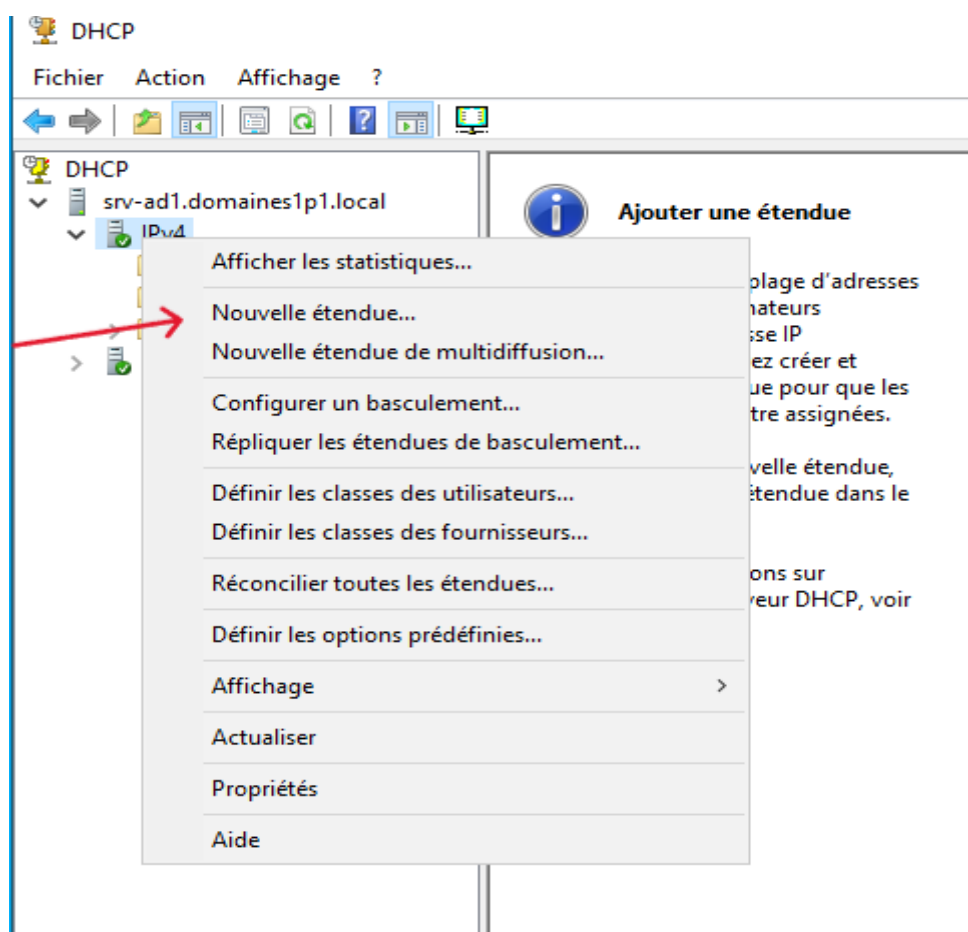 DHCP
Fichier Action Affichage ?
DHCP
srv-ad1.domaines1p1.local
IPv4
Afficher les statistiques...
Nouvelle étendue...
Nouvelle étendue de multidiffusion...
Configurer un basculement...
Répliquer les étendues de basculement...
Définir les classes des utilisateurs...
Définir les classes des fournisseurs...
Réconcilier toutes les étendues...
Définir les options prédéfinies...
Affichage
Actualiser
Propriétés
Aide
Ajouter une étendue
plage d'adresses
sse IP
ez créer et
ue pour que les
tre assignées.
velle étendue,
étendue dans le
ons sur
veur DHCP, voir